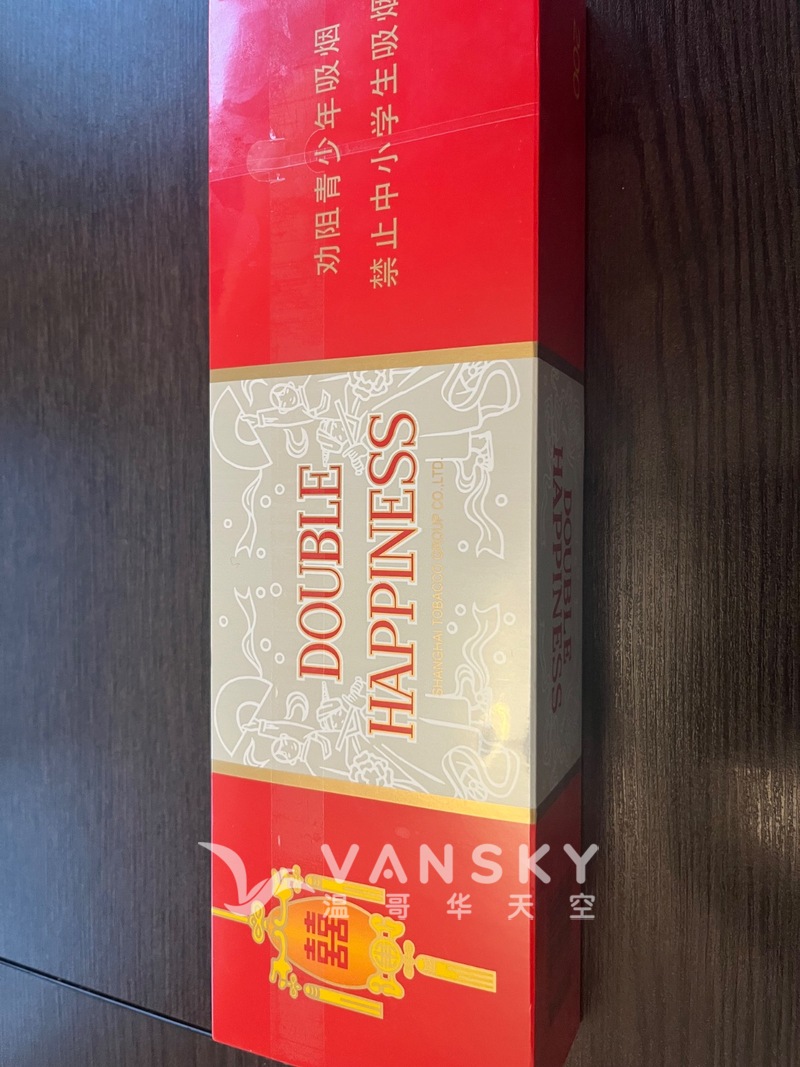 劝阻青少年吸烟
禁止中小学生吸烟
DOUBLE
HAPPINESS
SHANGHAI TOBACCO GROUP CO.,LTD.
DOUBLE
HAPPINESS
囍
VANSKY
温哥华天空